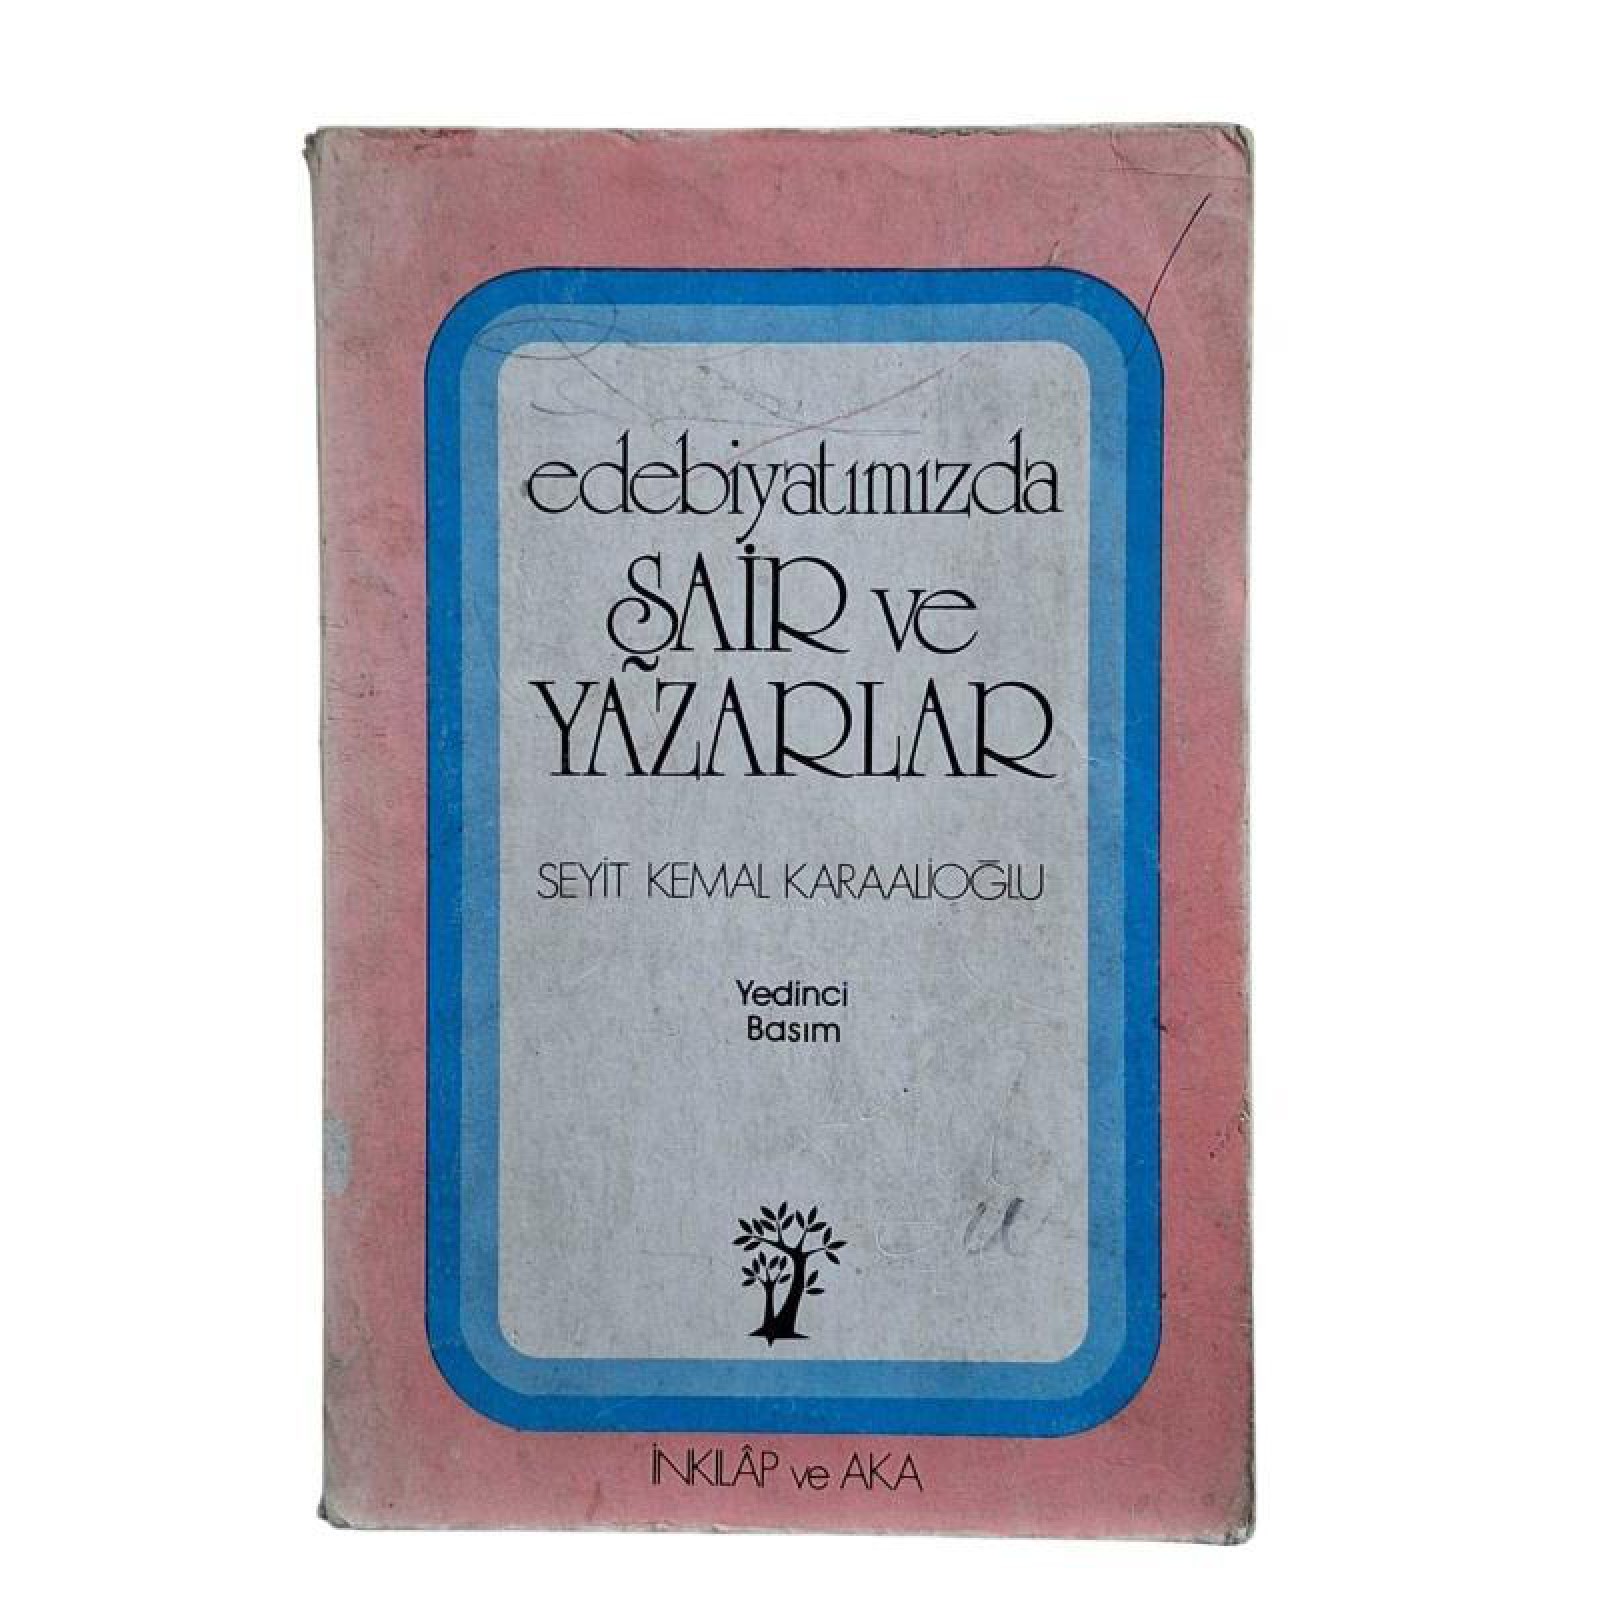 edebiyatımızda
ŞAİR ve
YAZARLAR
SEYİT KEMAL KARAALİOĞLU
Yedinci
Basım
İNKILÂP ve AKA